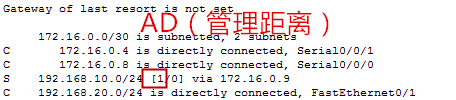 Gateway of last resort is not set
AD（管理距离）
172.16.0.0/30 is subnetted, 2 subnets
C 172.16.0.4 is directly connected, Serial0/0/1
C 172.16.0.8 is directly connected, Serial0/0/0
S 192.168.10.0/24 [1/0] via 172.16.0.9
C 192.168.20.0/24 is directly connected, FastEthernet0/1